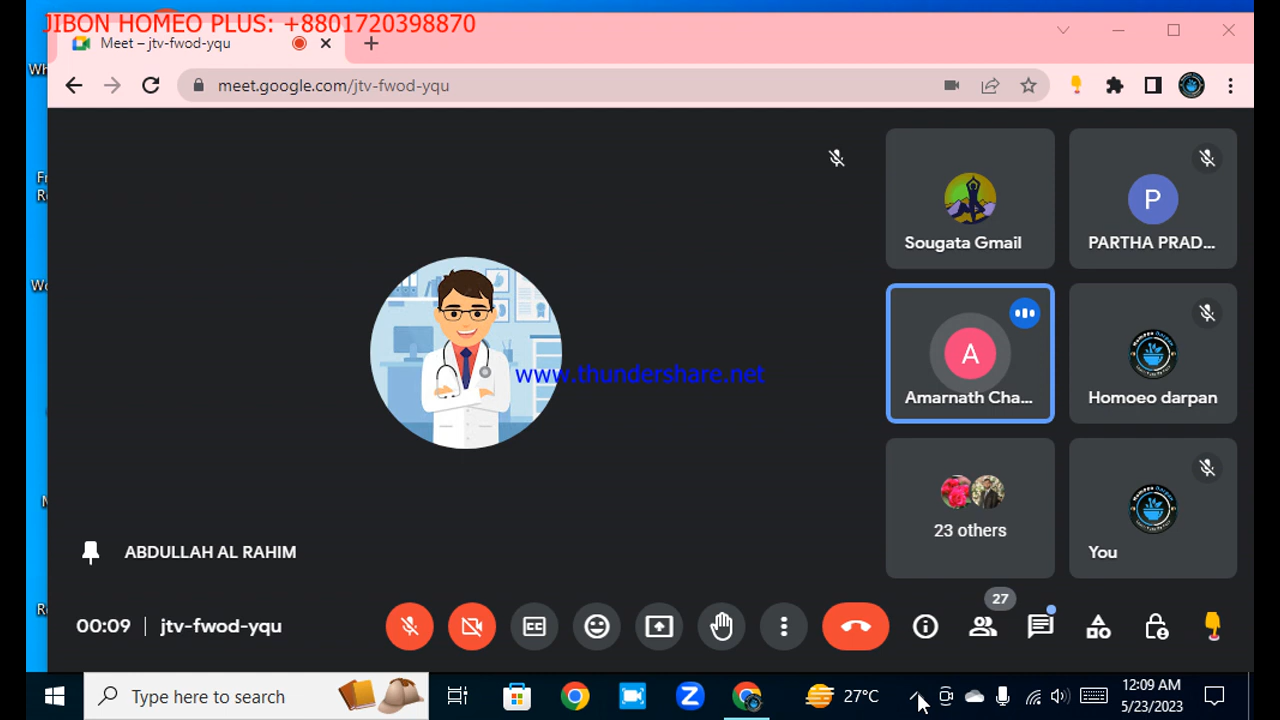 JIBON HOMEO PLUS: +8801720398870
Meet – jtv-fwod-yqu
meet.google.com/jtv-fwod-yqu
Sougata Gmail
PARTHA PRAD...
www.thundershare.net
A
P
Amarnath Cha...
Homoeo darpan
23 others
You
ABDULLAH AL RAHIM
27
00:09 | jtv-fwod-yqu
CC
Type here to search
27°C
12:09 AM
5/23/2023